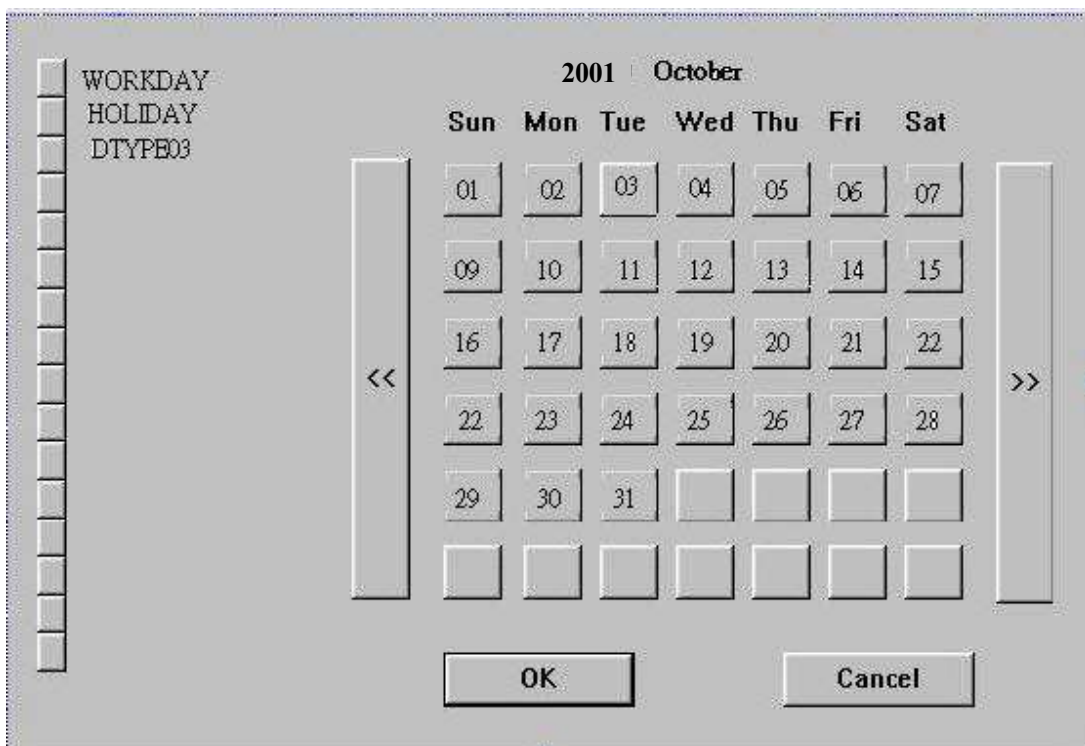 WORKDAY
HOLIDAY
DTYPE03
2001 October
Sun Mon Tue Wed Thu Fri Sat
01 02 03 04 05 06 07
09 10 11 12 13 14 15
16 17 18 19 20 21 22
22 23 24 25 26 27 28
29 30 31
<<
>>
OK Cancel